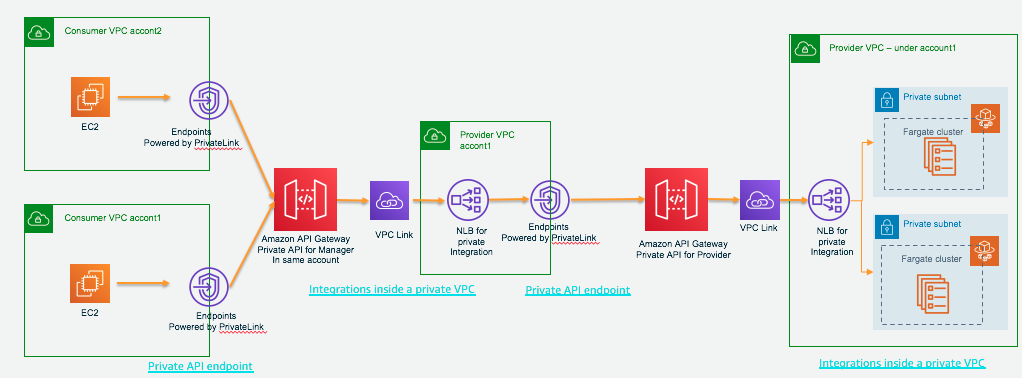 Consumer VPC accont2
EC2
Endpoints
Powered by PrivateLink
Consumer VPC accont1
EC2
Endpoints
Powered by PrivateLink
Private API endpoint
Amazon API Gateway
Private API for Manager
In same account
VPC Link
Integrations inside a private VPC
Provider VPC
accont1
NLB for
private
Integration
Endpoints
Powered by PrivateLink
Private API endpoint
Amazon API Gateway
Private API for Provider
VPC Link
Provider VPC – under account1
NLB for
private
Integration
Private subnet
Fargate cluster
Private subnet
Fargate cluster
Integrations inside a private VPC